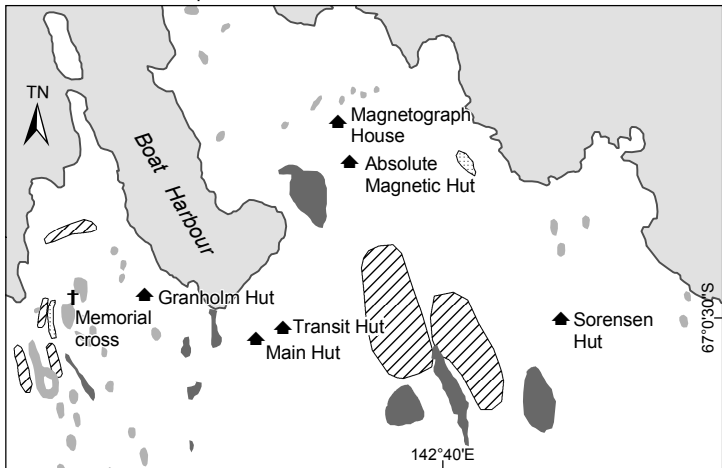 TN
Magnetograph
House
Boat Harbour
Absolute
Magnetic Hut
Granholm Hut
Memorial
cross
Transit Hut
Main Hut
Sorensen
Hut
67°0'30"S
142°40'E